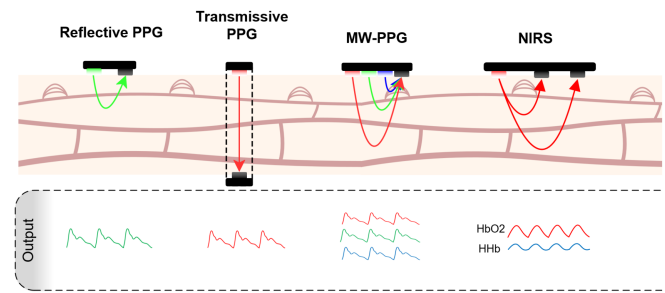 Reflective PPG
Transmissive
PPG
MW-PPG
NIRS
Output
HbO2
HHb